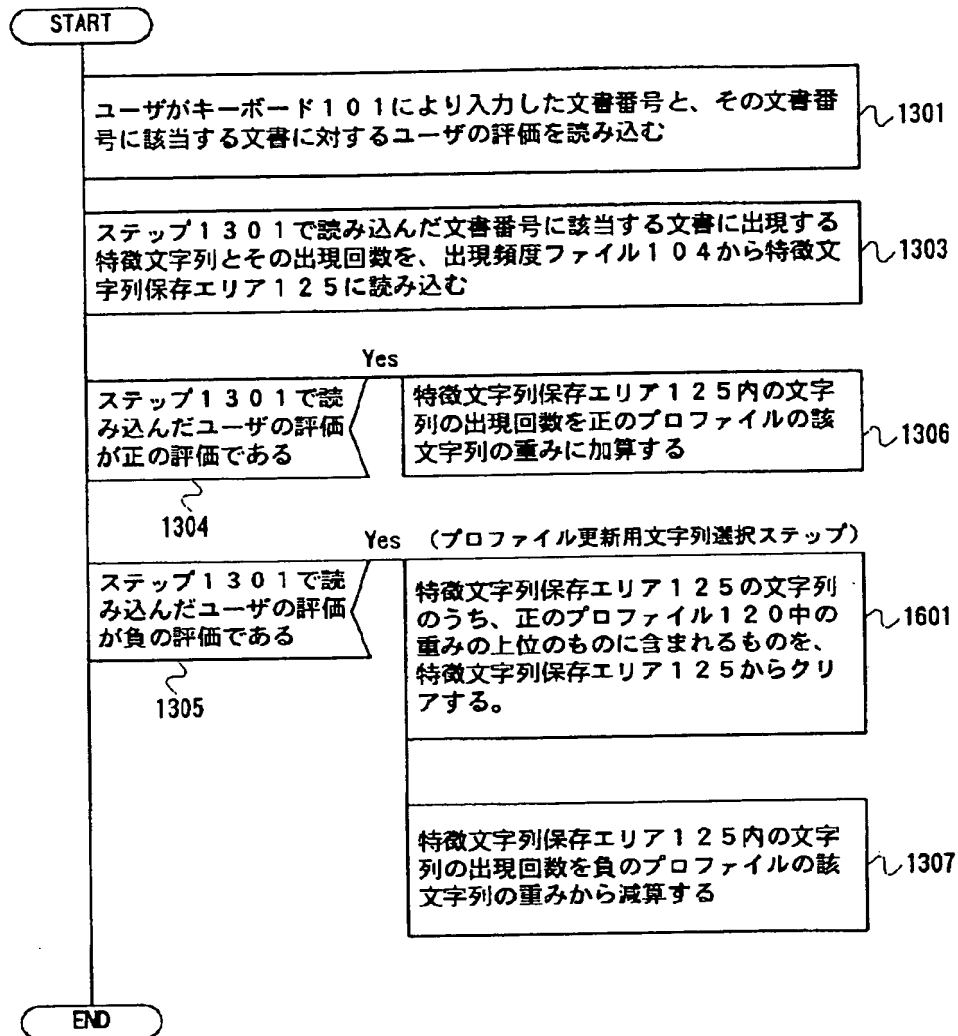 START
ユーザがキーボード１０１により入力した文書番号と、その文書番
号に該当する文書に対するユーザの評価を読み込む
1301
ステップ１３０１で読み込んだ文書番号に該当する文書に出現する
特徴文字列とその出現回数を、出現頻度ファイル104から特徴文
字列保存エリア１２５に読み込む
1303
Yes
ステップ１３０１で読
み込んだユーザの評価
が正の評価である
1304
特徴文字列保存エリア１２５内の文字
列の出現回数を正のプロファイルの該
文字列の重みに加算する
1306
Yes （プロファイル更新用文字列選択ステップ）
ステップ１３０１で読
み込んだユーザの評価
が負の評価である
1305
特徴文字列保存エリア１２５の文字列
のうち、正のプロファイル１２０中の
重みの上位のものに含まれるものを、
特徴文字列保存エリア１２５からクリ
アする。
1601
特徴文字列保存エリア１２５内の文字
列の出現回数を負のプロファイルの該
文字列の重みから減算する
1307
END